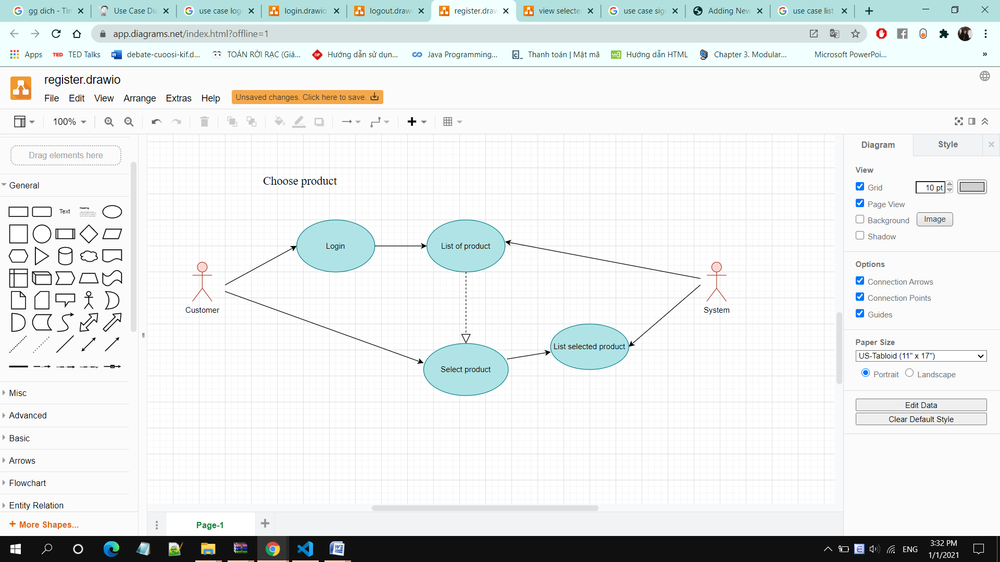 gg dich - Tìm
Use Case Dia
use case log
login.drawio
logout.drawi
register.draw
view selecte
use case sig
Adding New
use case list
app.diagrams.net/index.html?offline=1
Apps
TED TED Talks
debate-cuoosi-kif.d...
TOÁN RỜI RẠC (Giá...
Hướng dẫn sử dụn...
Java Programming...
Thanh toán | Mật mã
Hướng dẫn HTML
Chapter 3. Modular...
Microsoft PowerPoi...
»
register.drawio
File Edit View Arrange Extras Help
Unsaved changes. Click here to save.
100%
Drag elements here
General
Text
Heading
Misc
Advanced
Basic
Arrows
Flowchart
Entity Relation
+ More Shapes...
Choose product
Login
List of product
Customer
System
List selected product
Select product
Page-1
Diagram
Style
View
Grid
10 pt
Page View
Background
Image
Shadow
Options
Connection Arrows
Connection Points
Guides
Paper Size
US-Tabloid (11" x 17")
Portrait
Landscape
Edit Data
Clear Default Style
ENG
3:32 PM
1/1/2021